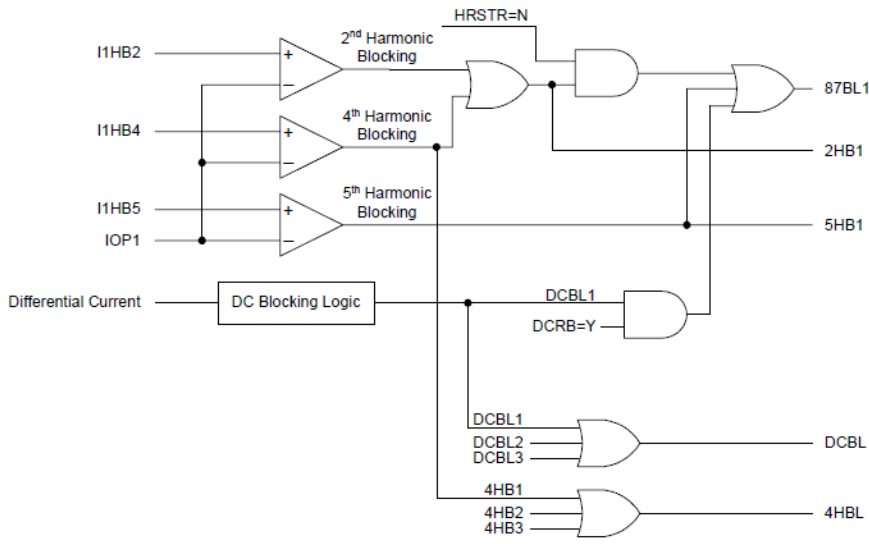 HRSTR=N
I1HB2
+
−
2nd Harmonic
Blocking
87BL1
I1HB4
+
−
4th Harmonic
Blocking
2HB1
I1HB5
+
−
5th Harmonic
Blocking
IOP1
5HB1
Differential Current
DC Blocking Logic
DCBL1
DCRB=Y
DCBL1
DCBL2
DCBL3
DCBL
4HB1
4HB2
4HB3
4HBL